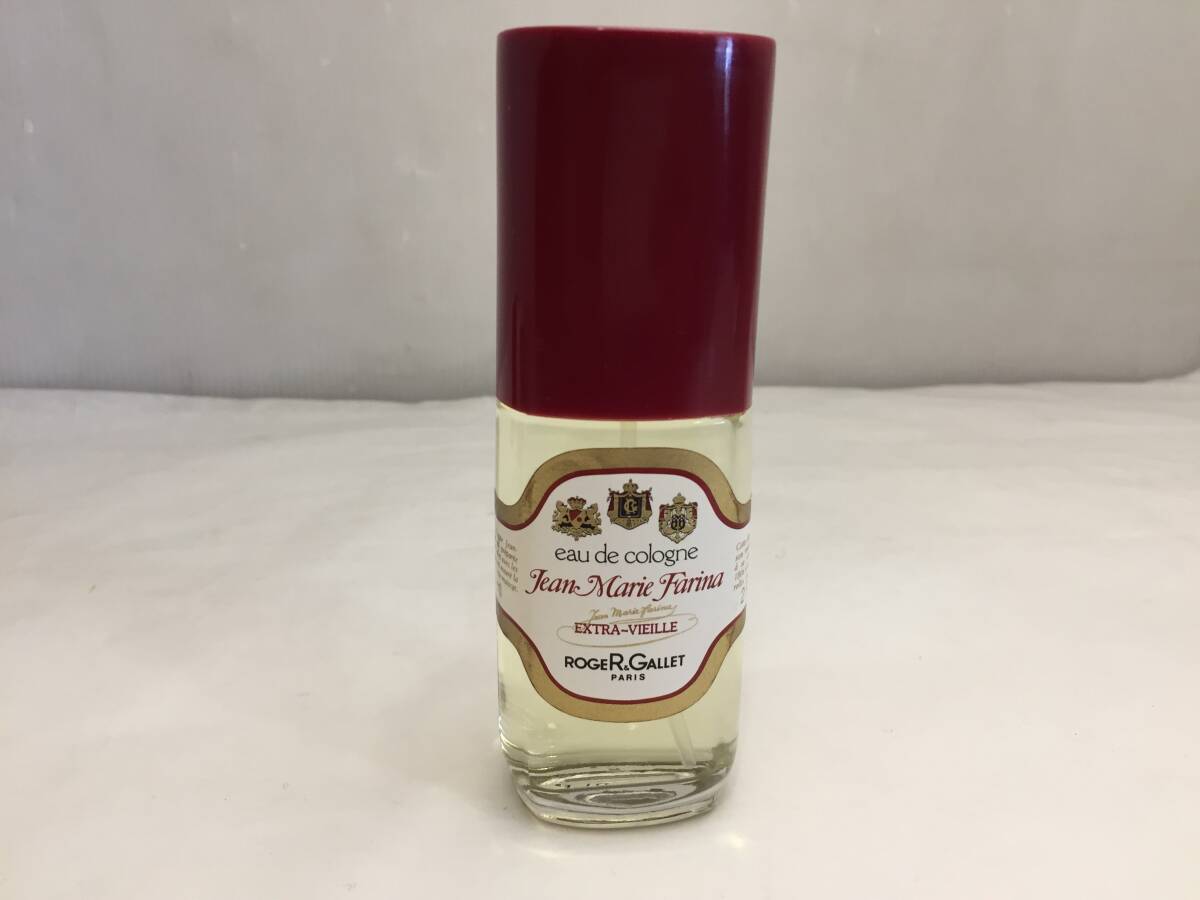 eau de cologne
Jean-Marie Farina
Jean Marie Farina
EXTRA-VIEILLE
ROGER&GALLET
PARIS